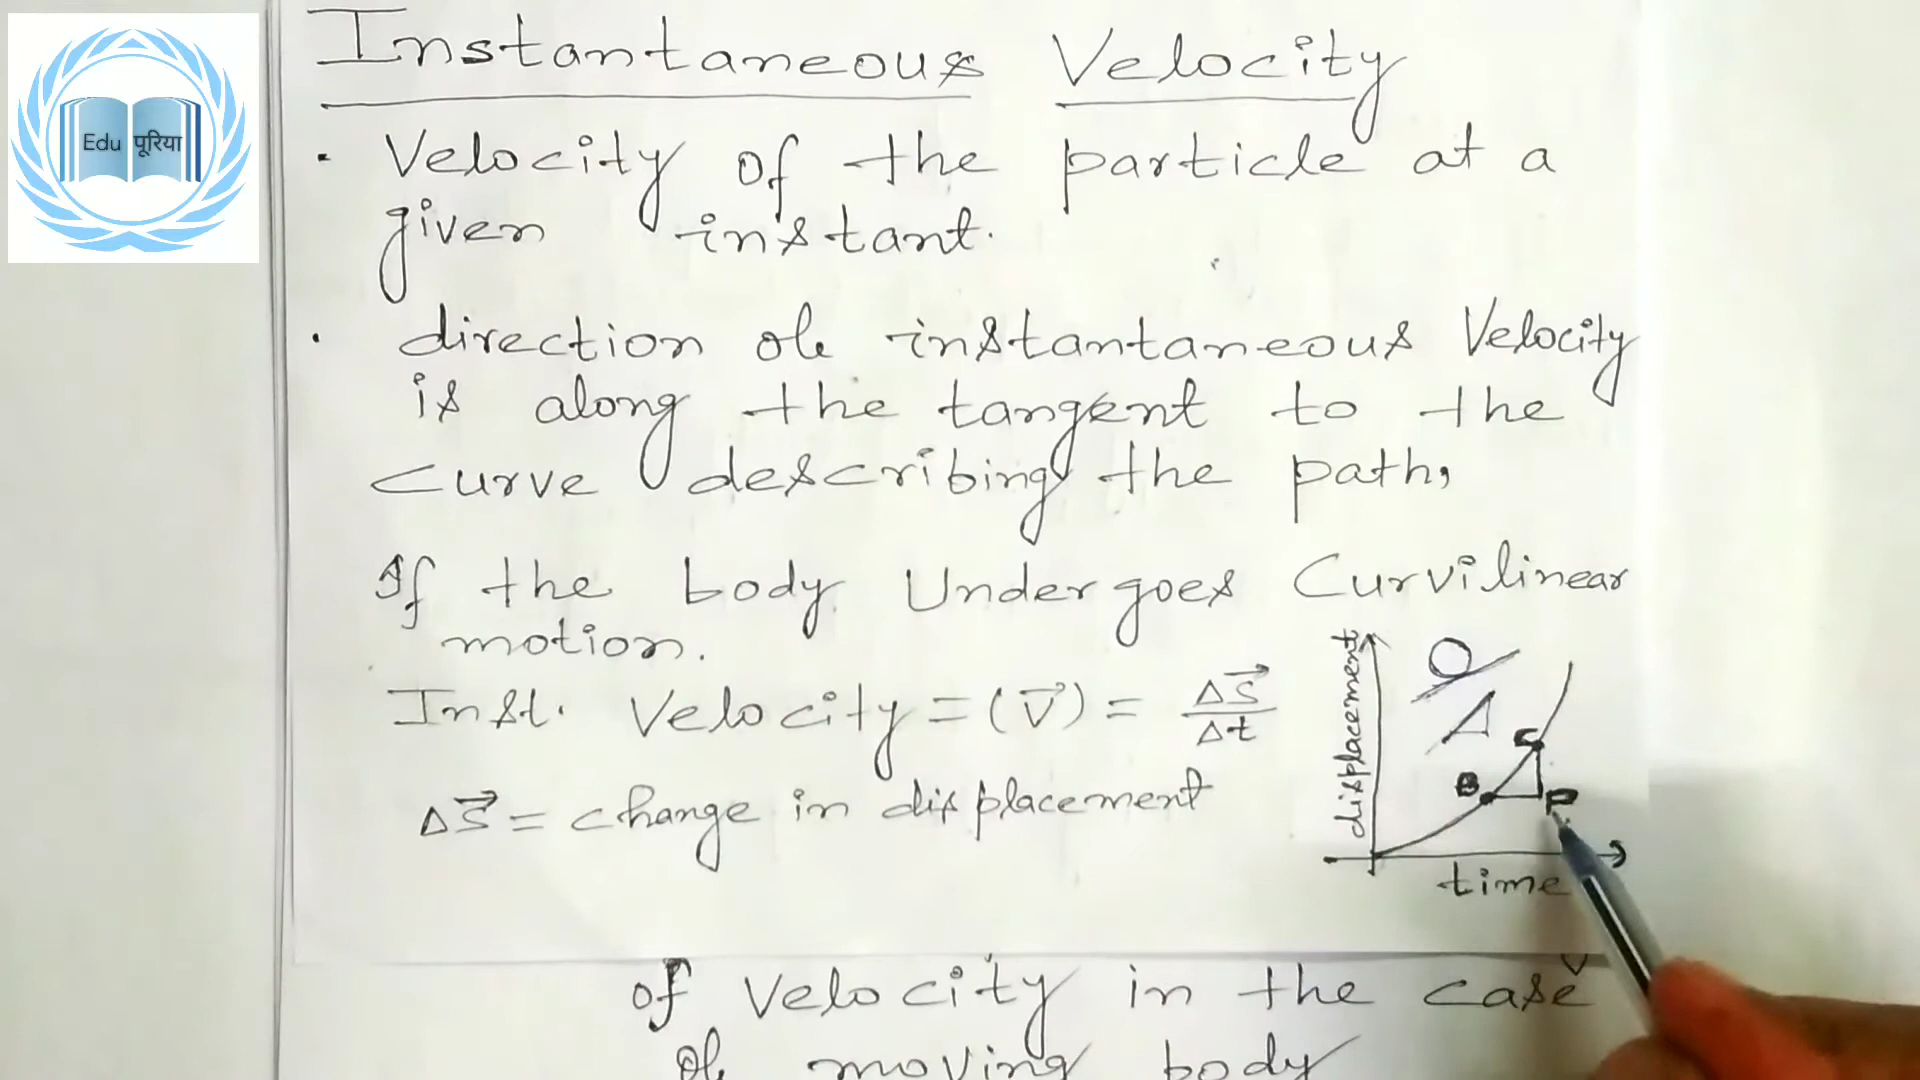 Edu पूरिया
Instantaneous Velocity
• Velocity of the particle at a
given instant.
• direction of instantaneous Velocity
is along the tangent to the
curve describing the path,
If the body Undergoes Curvilinear
motion.
Inst. Velocity = (v⃗) = Δs⃗/Δt
Δs⃗ = change in displacement
displacement
C
B
P
time
of velocity in the case
of moving body